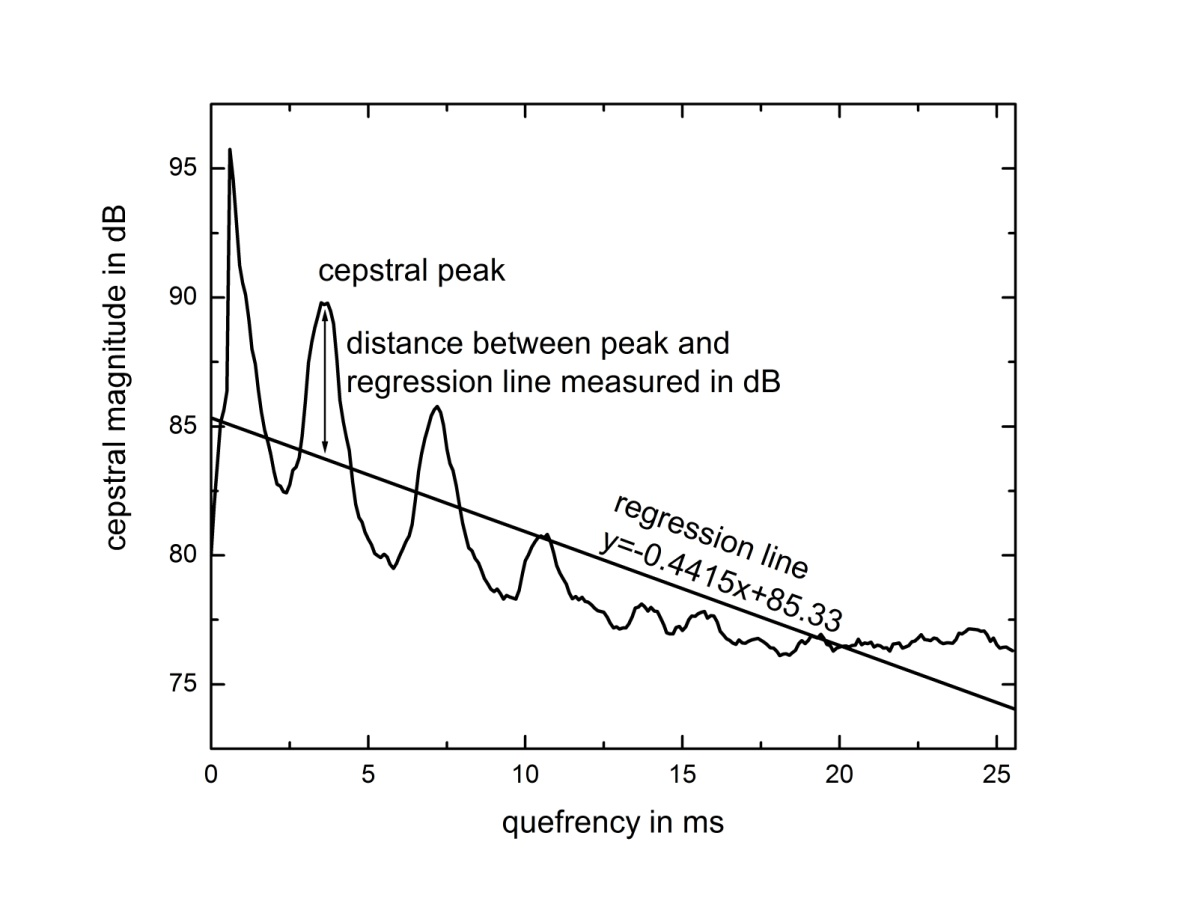 cepstral magnitude in dB
95
90
85
80
75
cepstral peak
distance between peak and
regression line measured in dB
regression line
y=-0.4415x+85.33
0 5 10 15 20 25
quefrency in ms